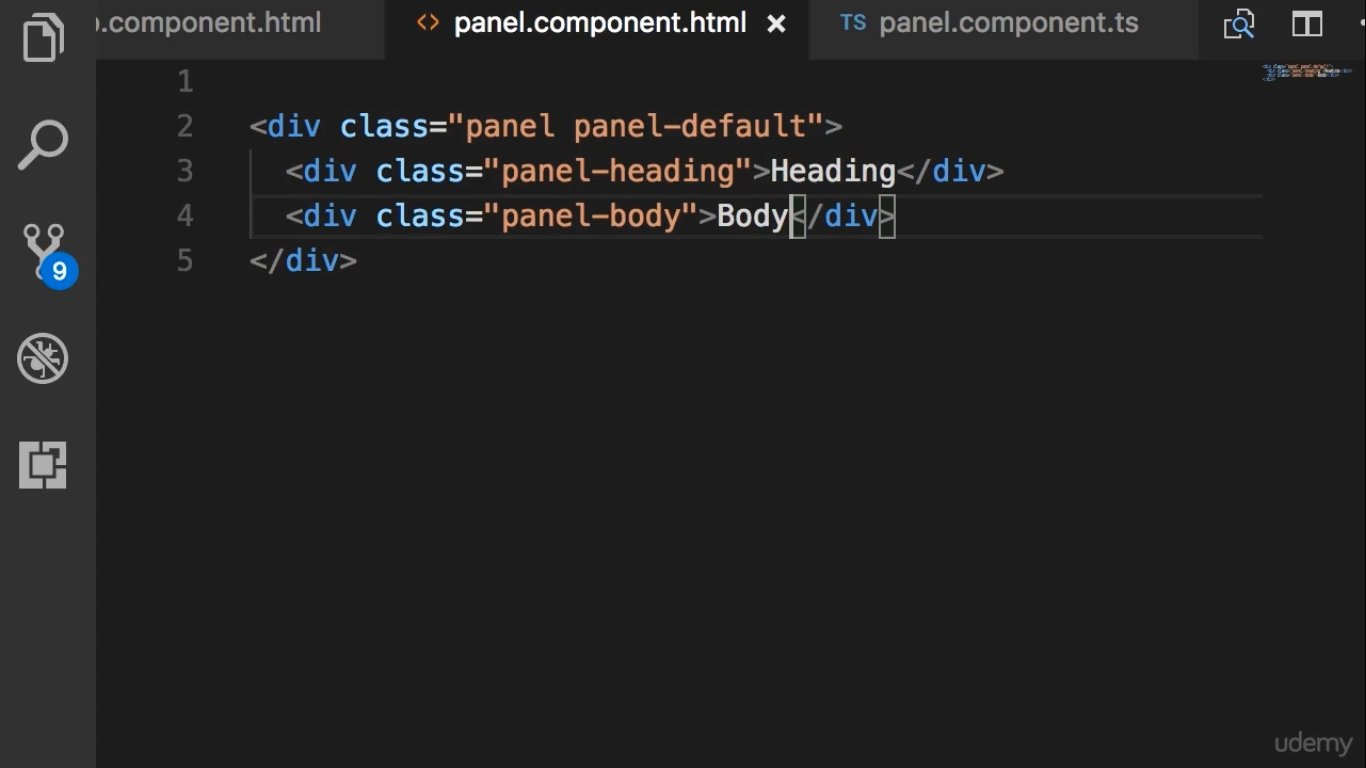 .component.html
<> panel.component.html ×
TS panel.component.ts
1
2 <div class="panel panel-default">
3 <div class="panel-heading">Heading</div>
4 <div class="panel-body">Body</div>
5 </div>
9
udemy